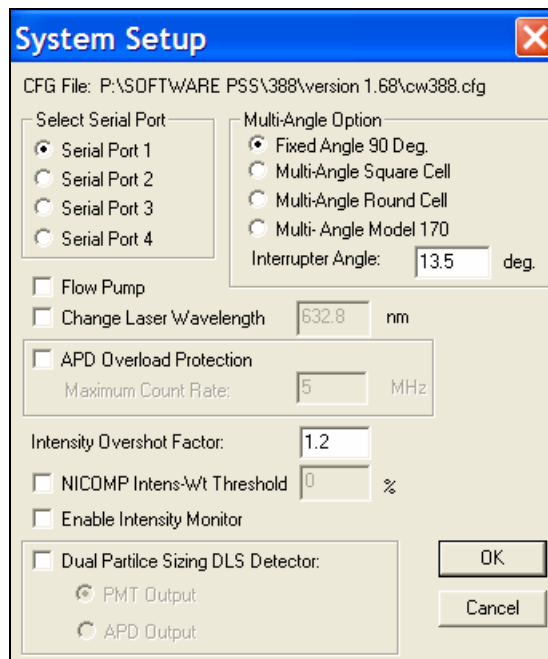 System Setup
CFG File: P:\SOFTWARE PSS\388\version 1.68\cw388.cfg
Select Serial Port
Serial Port 1
Serial Port 2
Serial Port 3
Serial Port 4
Multi-Angle Option
Fixed Angle 90 Deg.
Multi-Angle Square Cell
Multi-Angle Round Cell
Multi- Angle Model 170
Interrupter Angle: 13.5 deg.
Flow Pump
Change Laser Wavelength 632.8 nm
APD Overload Protection
Maximum Count Rate: 5 MHz
Intensity Overshot Factor: 1.2
NICOMP Intens-Wt Threshold 0 %
Enable Intensity Monitor
Dual Partilce Sizing DLS Detector:
PMT Output
APD Output
OK
Cancel